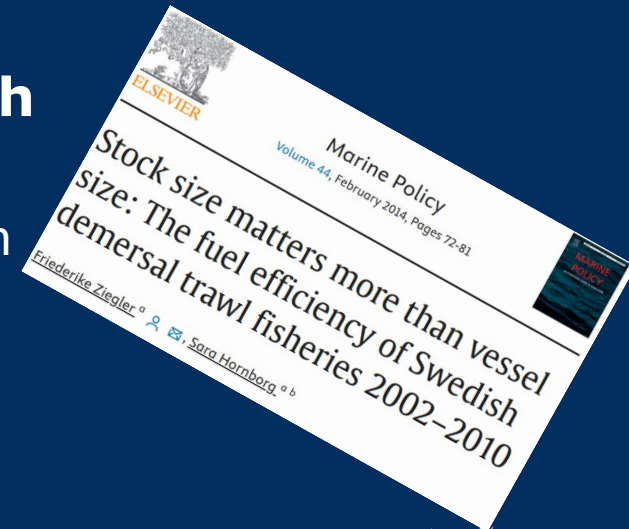 h
n
ELSEVIER
Marine Policy
Volume 44, February 2014, Pages 72-81
MARINE
POLICY
Stock size matters more than vessel
size: The fuel efficiency of Swedish
demersal trawl fisheries 2002–2010
Friederike Ziegler a, Sara Hornborg a b